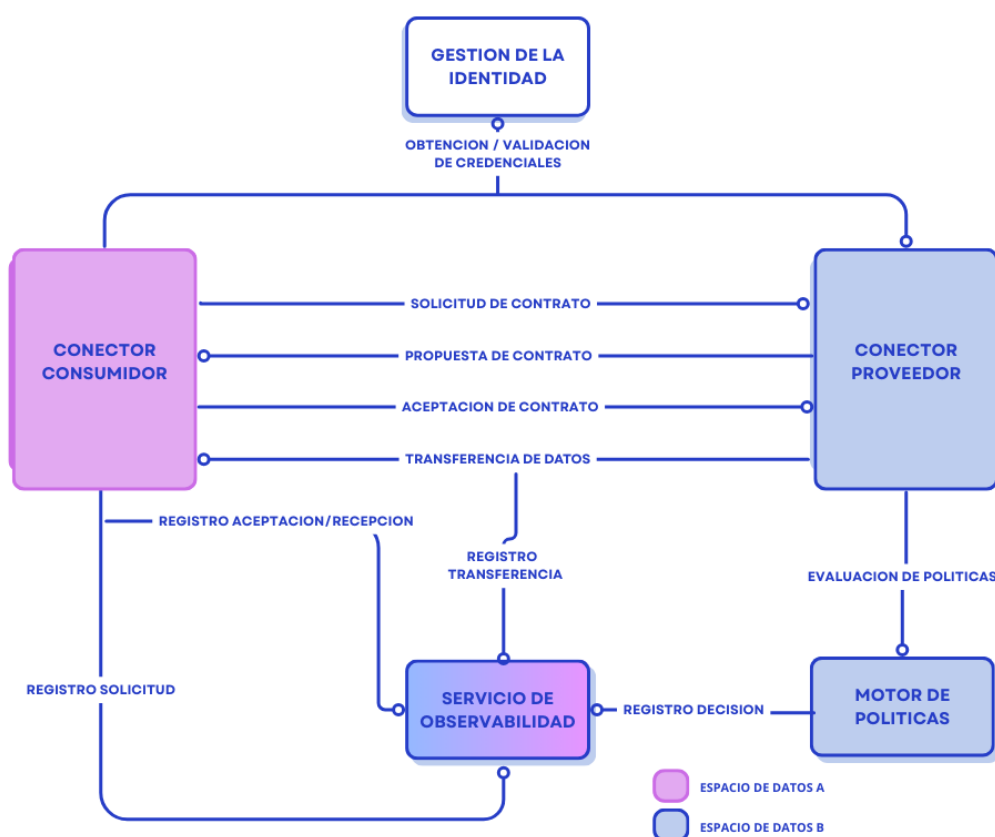 GESTION DE LA
IDENTIDAD
OBTENCION / VALIDACION
DE CREDENCIALES
SOLICITUD DE CONTRATO
CONECTOR
CONSUMIDOR
PROPUESTA DE CONTRATO
CONECTOR
PROVEEDOR
ACEPTACION DE CONTRATO
TRANSFERENCIA DE DATOS
REGISTRO ACEPTACION/RECEPCION
REGISTRO
TRANSFERENCIA
EVALUACION DE POLITICAS
REGISTRO SOLICITUD
SERVICIO DE
OBSERVABILIDAD
REGISTRO DECISION
MOTOR DE
POLITICAS
ESPACIO DE DATOS A
ESPACIO DE DATOS B